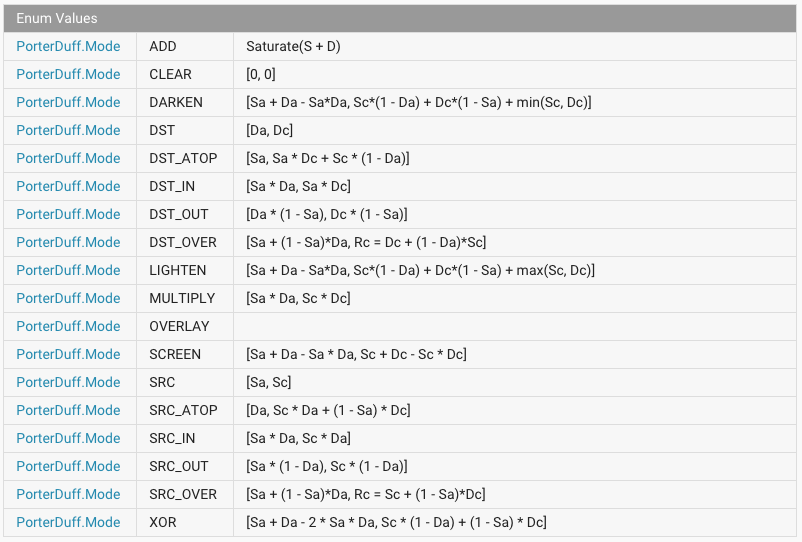 Enum Values
PorterDuff.Mode ADD Saturate(S + D)
PorterDuff.Mode CLEAR [0, 0]
PorterDuff.Mode DARKEN [Sa + Da - Sa*Da, Sc*(1 - Da) + Dc*(1 - Sa) + min(Sc, Dc)]
PorterDuff.Mode DST [Da, Dc]
PorterDuff.Mode DST_ATOP [Sa, Sa * Dc + Sc * (1 - Da)]
PorterDuff.Mode DST_IN [Sa * Da, Sa * Dc]
PorterDuff.Mode DST_OUT [Da * (1 - Sa), Dc * (1 - Sa)]
PorterDuff.Mode DST_OVER [Sa + (1 - Sa)*Da, Rc = Dc + (1 - Da)*Sc]
PorterDuff.Mode LIGHTEN [Sa + Da - Sa*Da, Sc*(1 - Da) + Dc*(1 - Sa) + max(Sc, Dc)]
PorterDuff.Mode MULTIPLY [Sa * Da, Sc * Dc]
PorterDuff.Mode OVERLAY
PorterDuff.Mode SCREEN [Sa + Da - Sa * Da, Sc + Dc - Sc * Dc]
PorterDuff.Mode SRC [Sa, Sc]
PorterDuff.Mode SRC_ATOP [Da, Sc * Da + (1 - Sa) * Dc]
PorterDuff.Mode SRC_IN [Sa * Da, Sc * Da]
PorterDuff.Mode SRC_OUT [Sa * (1 - Da), Sc * (1 - Da)]
PorterDuff.Mode SRC_OVER [Sa + (1 - Sa)*Da, Rc = Sc + (1 - Sa)*Dc]
PorterDuff.Mode XOR [Sa + Da - 2 * Sa * Da, Sc * (1 - Da) + (1 - Sa) * Dc]